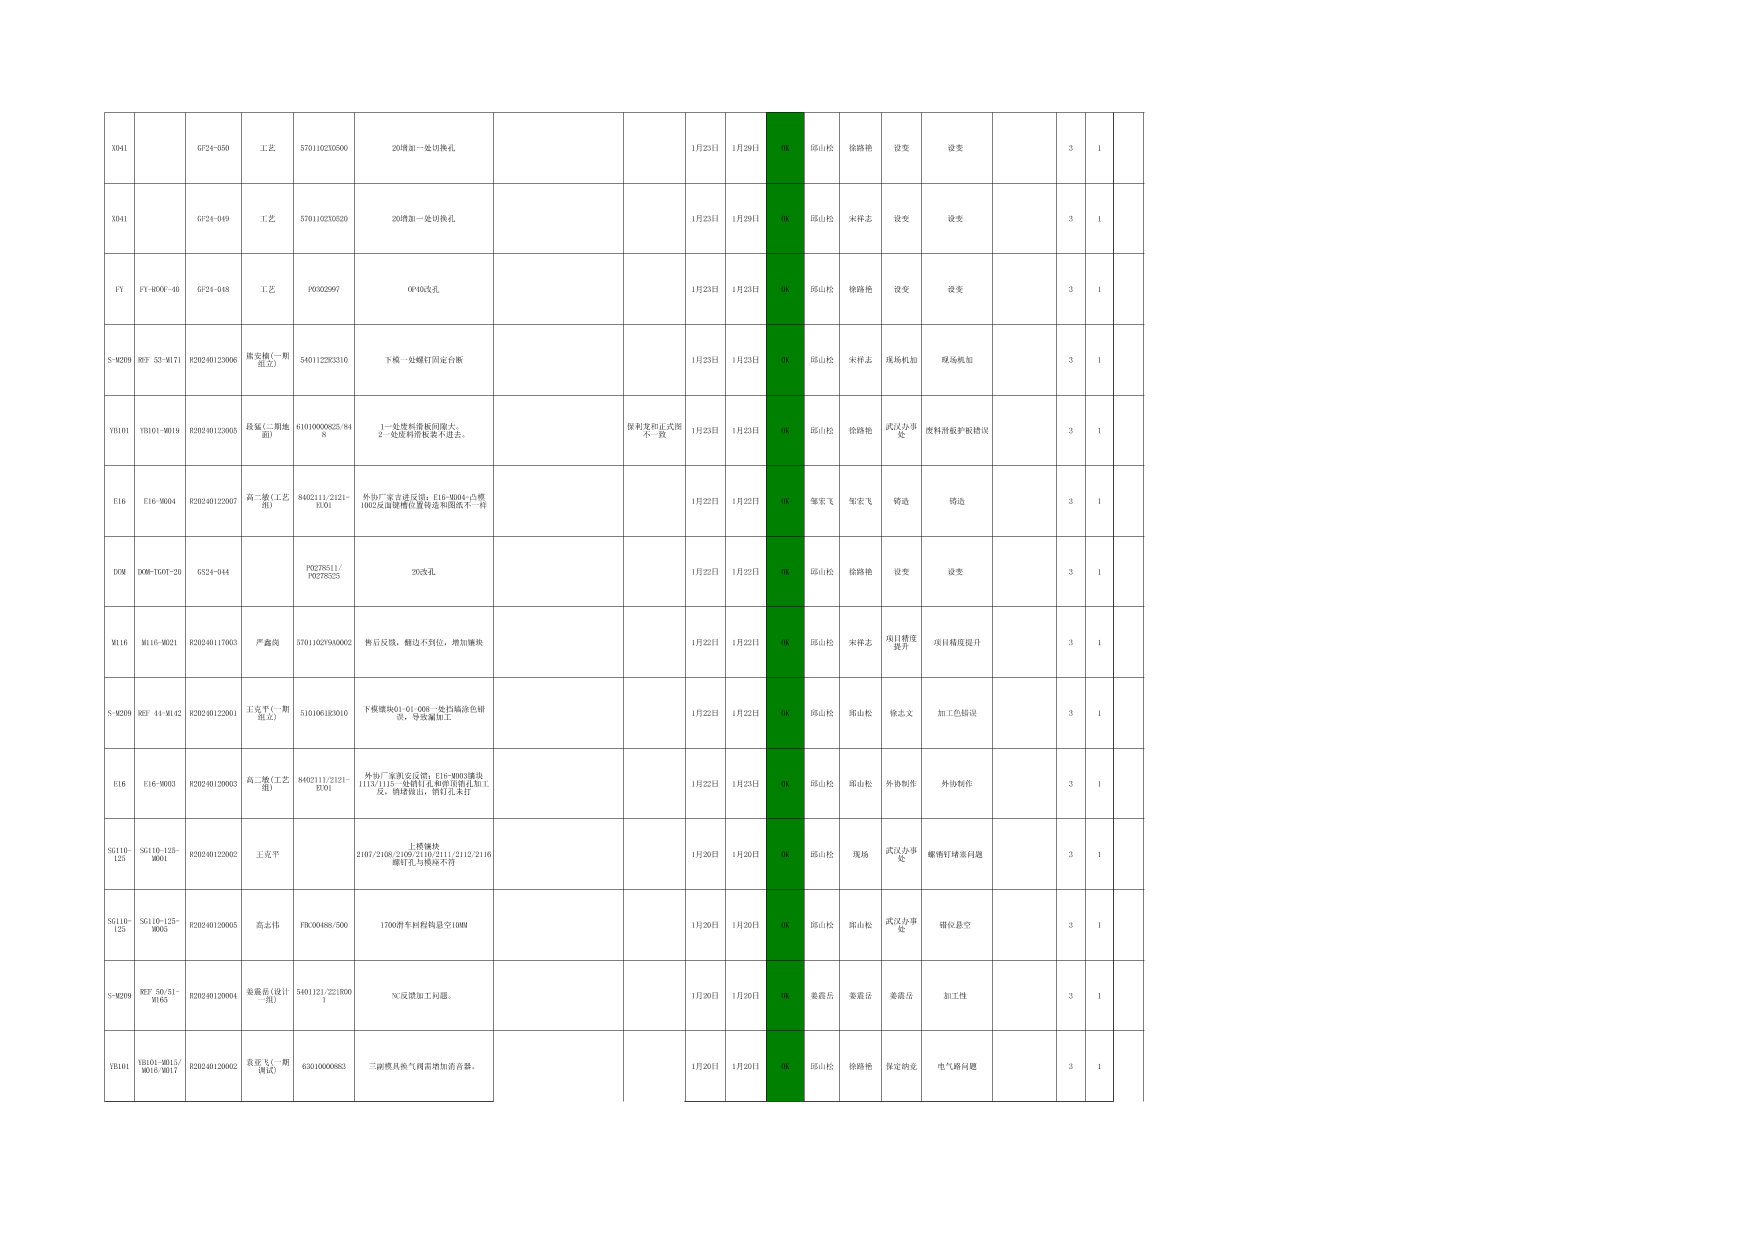 X041 GF24-050 工艺 5701102X0500 20增加一处切换孔 1月23日 1月29日 OK 邱山松 徐路艳 设变 设变 3 1
X041 GF24-049 工艺 5701102X0520 20增加一处切换孔 1月23日 1月29日 OK 邱山松 宋祥志 设变 设变 3 1
FY FY-ROOF-40 GF24-048 工艺 P0302997 OP40改孔 1月23日 1月23日 OK 邱山松 徐路艳 设变 设变 3 1
S-M209 REF 53-M171 R20240123006 熊安楠(一期
组立) 5401122R3310 下模一处螺钉固定台断 1月23日 1月23日 OK 邱山松 宋祥志 现场机加 现场机加 3 1
YB101 YB101-M019 R20240123005 段猛(二期地
面) 61010000825/84
8 1一处废料滑板间隙大。
2一处废料滑板装不进去。 保利龙和正式图
不一致 1月23日 1月23日 OK 邱山松 徐路艳 武汉办事
处 废料滑板护板错误 3 1
E16 E16-M004 R20240122007 高二敏(工艺
组) 8402111/2121-
EU01 外协厂家吉进反馈：E16-M004-凸模
1002反面键槽位置铸造和图纸不一样 1月22日 1月22日 OK 邹宏飞 邹宏飞 铸造 铸造 3 1
DOM DOM-TGOT-20 GS24-044 P0278511/
P0278525 20改孔 1月22日 1月22日 OK 邱山松 徐路艳 设变 设变 3 1
M116 M116-M021 R20240117003 严鑫岗 5701102V9A0002 售后反馈，翻边不到位，增加镶块 1月22日 1月22日 OK 邱山松 宋祥志 项目精度
提升 项目精度提升 3 1
S-M209 REF 44-M142 R20240122001 王克平(一期
组立) 5101061R3010 下模镶块01-01-008一处挡墙涂色错
误，导致漏加工 1月22日 1月22日 OK 邱山松 邱山松 徐志文 加工色错误 3 1
E16 E16-M003 R20240120003 高二敏(工艺
组) 8402111/2121-
EU01 外协厂家凯安反馈：E16-M003镶块
1113/1115一处销钉孔和弹顶销孔加工
反，销堵做出，销钉孔未打 1月22日 1月23日 OK 邱山松 邱山松 外协制作 外协制作 3 1
SG110-
125 SG110-125-
M001 R20240122002 王克平 上模镶块
2107/2108/2109/2110/2111/2112/2116
螺钉孔与模座不符 1月20日 1月20日 OK 邱山松 现场 武汉办事
处 螺销钉堵塞问题 3 1
SG110-
125 SG110-125-
M005 R20240120005 高志伟 FBC00488/500 1700滑车回程钩悬空10MM 1月20日 1月20日 OK 邱山松 邱山松 武汉办事
处 错位悬空 3 1
S-M209 REF 50/51-
M165 R20240120004 姜震岳(设计
一组) 5401121/221R00
1 NC反馈加工问题。 1月20日 1月20日 OK 姜震岳 姜震岳 姜震岳 加工性 3 1
YB101 YB101-M015/
M016/M017 R20240120002 袁亚飞(一期
调试) 63010000883 三副模具换气阀需增加消音器。 1月20日 1月20日 OK 邱山松 徐路艳 保定纳竞 电气路问题 3 1